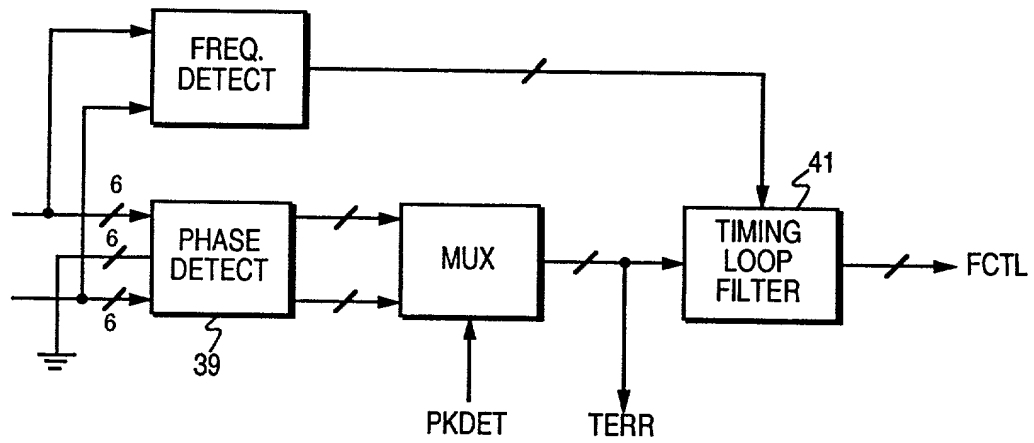 FREQ.
DETECT
6
6
6
PHASE
DETECT
39
MUX
PKDET
TERR
41
TIMING
LOOP
FILTER
FCTL